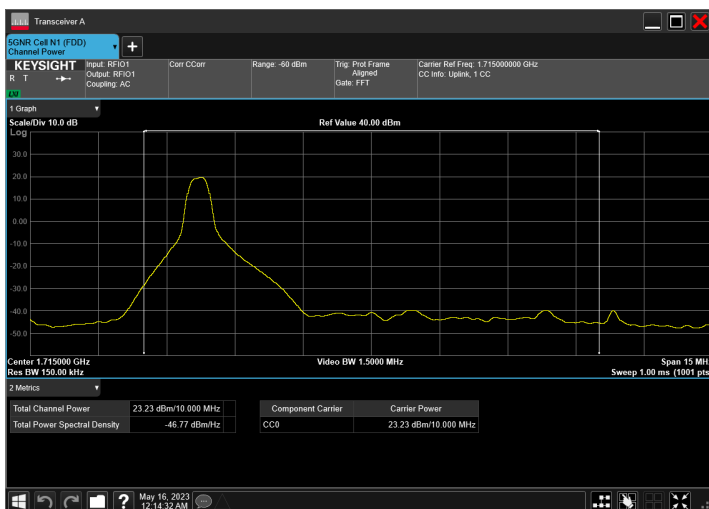 Transceiver A
5GNR Cell N1 (FDD)
Channel Power
KEYSIGHT
R T
LXI
Input: RFIO1
Output: RFIO1
Coupling: AC
Corr CCorr
Range: -60 dBm
Trig: Prot Frame
Aligned
Gate: FFT
Carrier Ref Freq: 1.715000000 GHz
CC Info: Uplink, 1 CC
1 Graph
Scale/Div 10.0 dB
Ref Value 40.00 dBm
Log
30.0
20.0
10.0
0.00
-10.0
-20.0
-30.0
-40.0
-50.0
Center 1.715000 GHz
Video BW 1.5000 MHz
Span 15 MH
Res BW 150.00 kHz
Sweep 1.00 ms (1001 pts
2 Metrics
Total Channel Power 23.23 dBm/10.000 MHz
Total Power Spectral Density -46.77 dBm/Hz
Component Carrier Carrier Power
CC0 23.23 dBm/10.000 MHz
?
May 16, 2023
12:14:32 AM